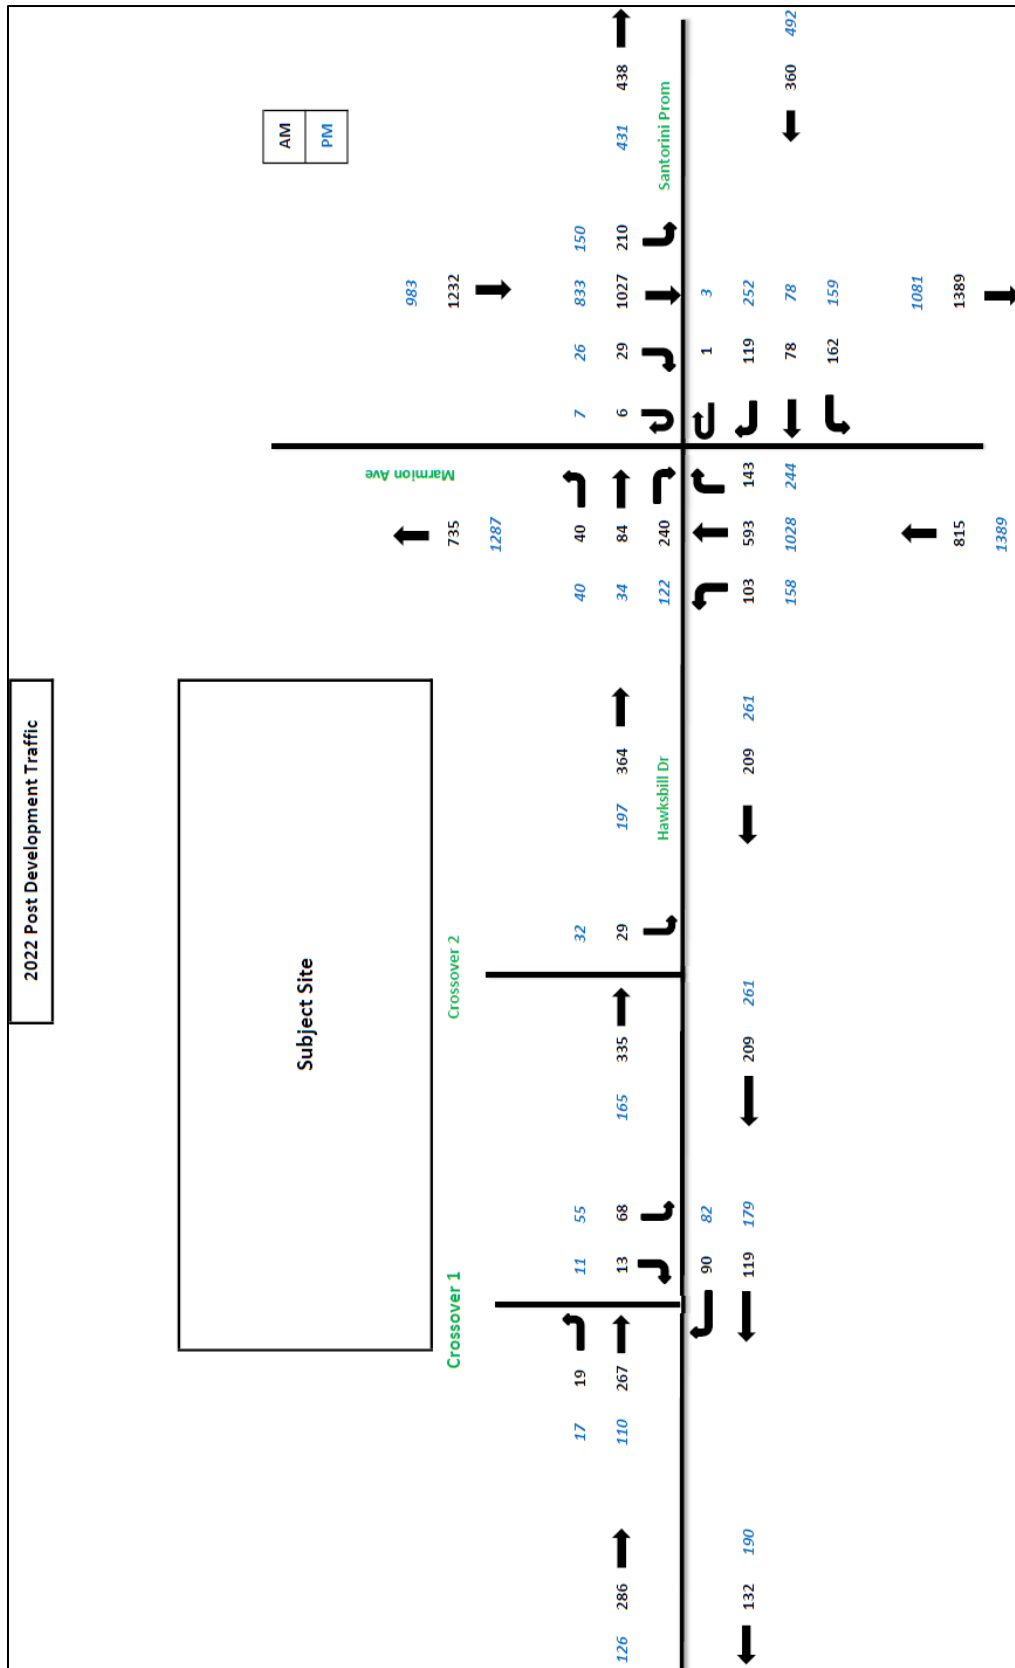 2022 Post Development Traffic
AM
Subject Site
PM
Marmion Ave
983
Crossover 1 Crossover 2 735 1232
1287
17 19 11 55 32 40 40 7 26 833 150
126 286 110 267 13 68 165 335 29 197 364 34 84 6 29 1027 210 431 438
Hawksbill Dr 122 240 Santorini Prom
90 82 1 3
132 190 119 179 209 261 209 261 103 593 143 119 252
158 1028 244 78 78 360 492
162 159
1081
815 1389
1389